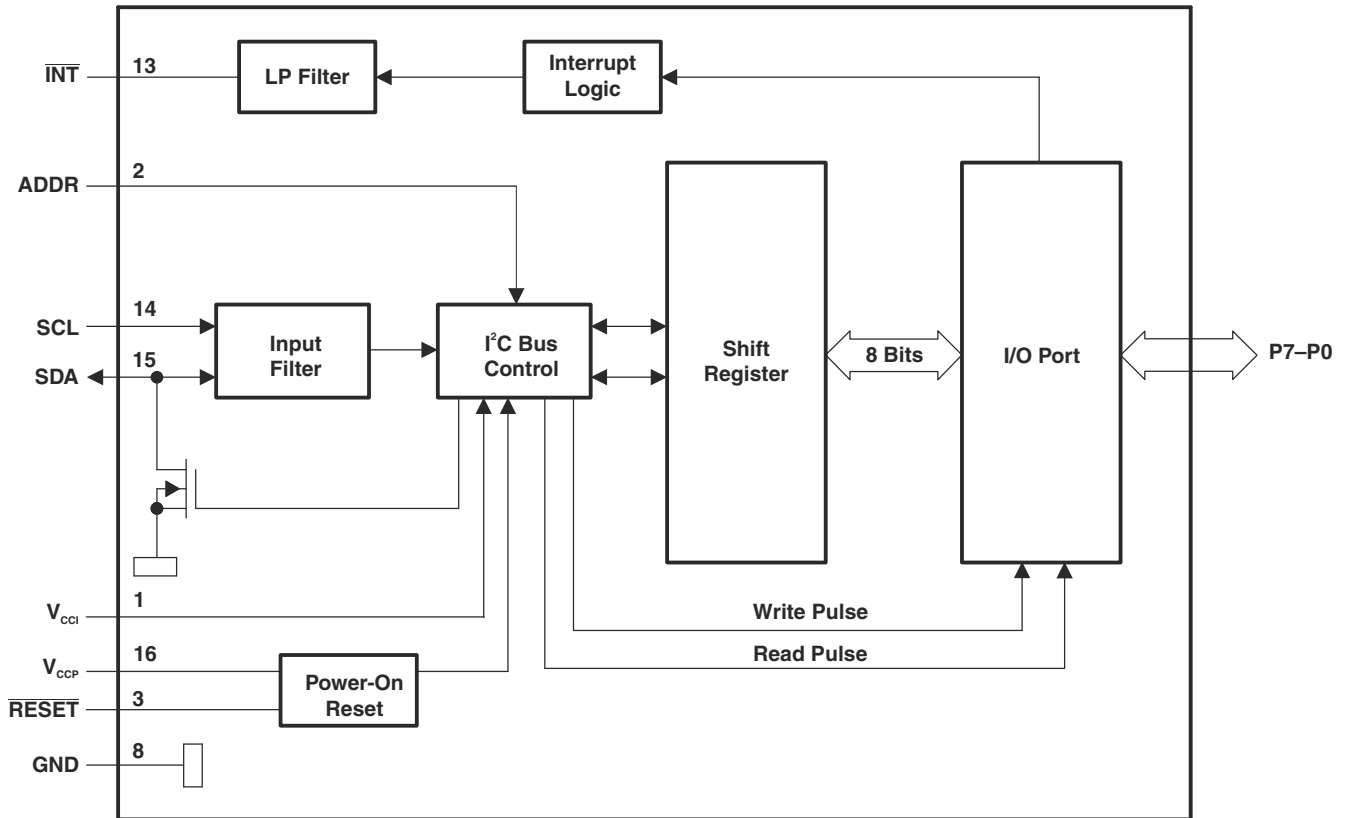 INT
13
LP Filter
Interrupt
Logic
ADDR
2
SCL
14
SDA
15
Input
Filter
I²C Bus
Control
Shift
Register
8 Bits
I/O Port
P7–P0
V_CCI
1
Write Pulse
Read Pulse
V_CCP
16
RESET
3
Power-On
Reset
GND
8